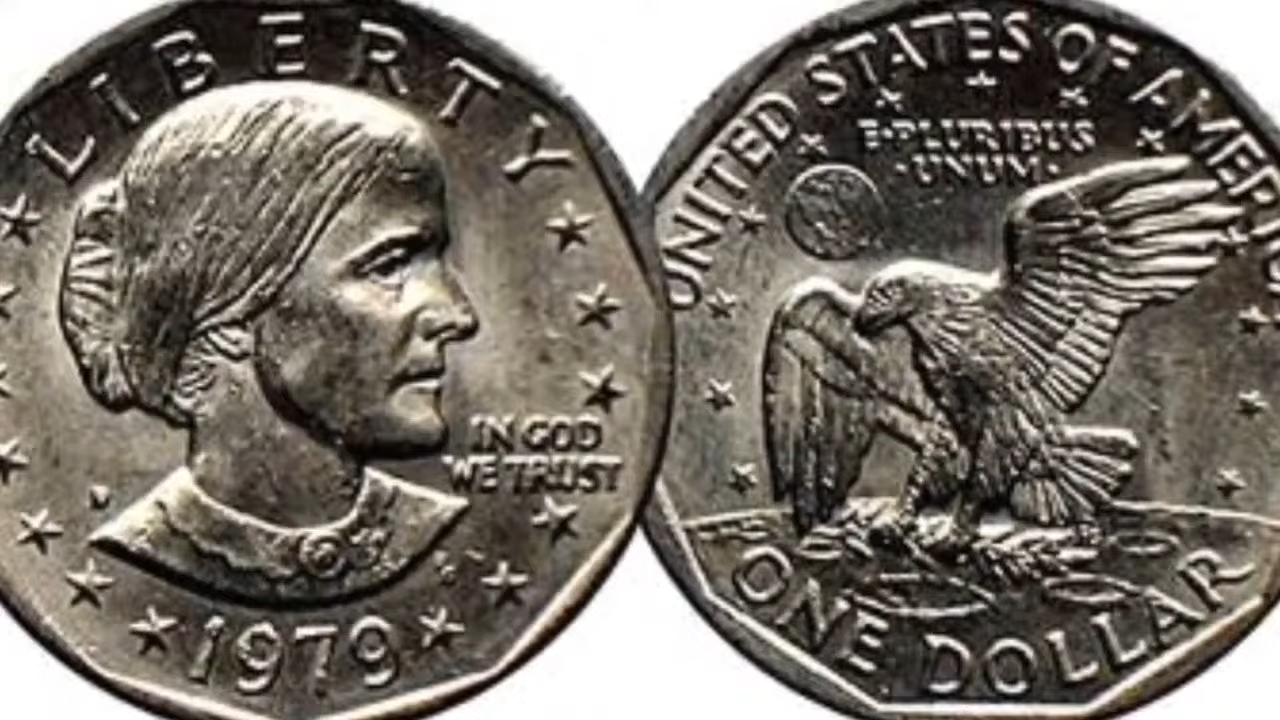 LIBERTY
IN GOD
WE TRUST
1979
UNITED STATES OF AMERICA
E·PLURIBUS
·UNUM·
ONE DOLLAR